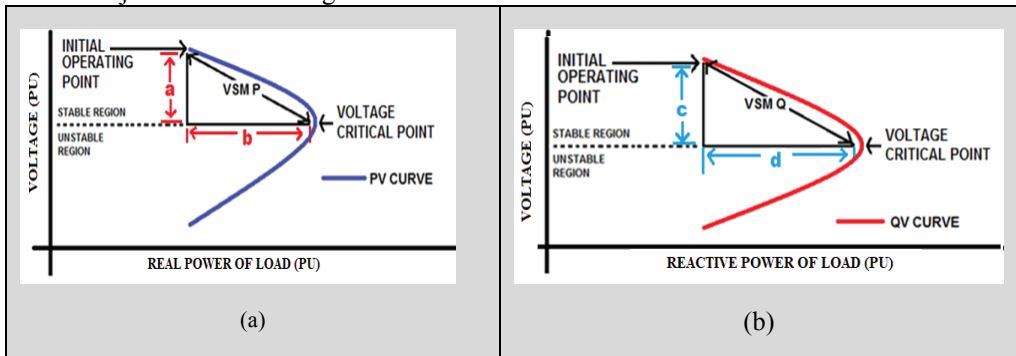 INITIAL
OPERATING
POINT
a
VSM P
STABLE REGION
UNSTABLE
REGION
b
VOLTAGE
CRITICAL POINT
PV CURVE
VOLTAGE (PU)
REAL POWER OF LOAD (PU)
(a)
INITIAL
OPERATING
POINT
c
VSM Q
STABLE REGION
UNSTABLE
REGION
d
VOLTAGE
CRITICAL POINT
QV CURVE
VOLTAGE (PU)
REACTIVE POWER OF LOAD (PU)
(b)